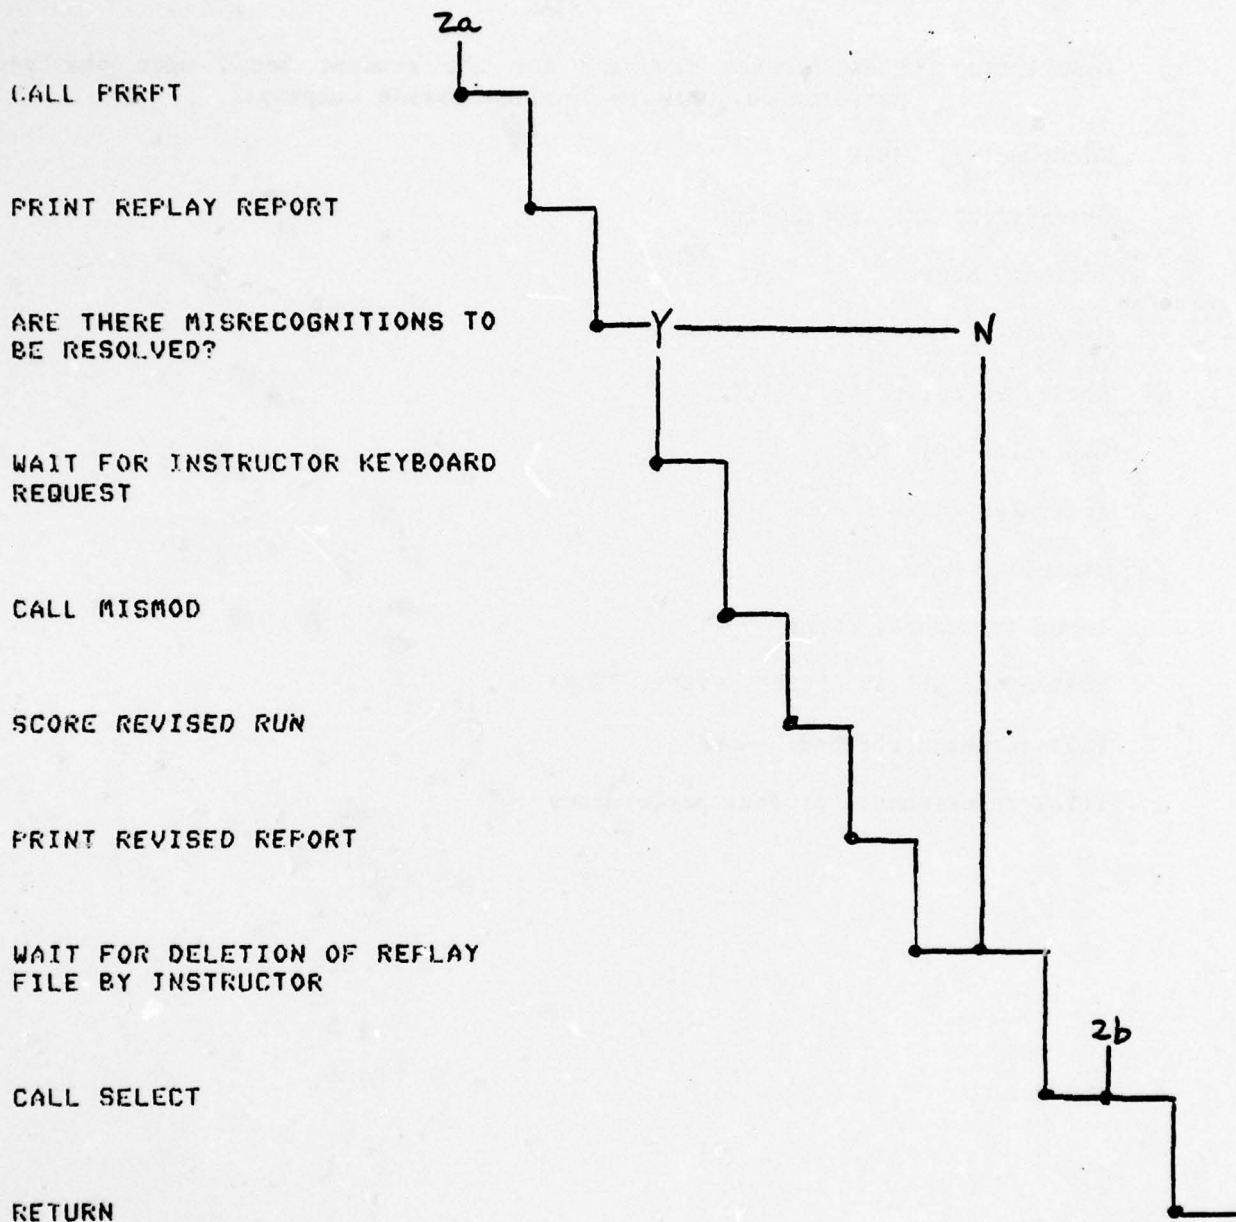 2a
CALL PRRPT
PRINT REPLAY REPORT
ARE THERE MISRECOGNITIONS TO
BE RESOLVED?
Y
N
WAIT FOR INSTRUCTOR KEYBOARD
REQUEST
CALL MISMOD
SCORE REVISED RUN
PRINT REVISED REPORT
WAIT FOR DELETION OF REPLAY
FILE BY INSTRUCTOR
2b
CALL SELECT
RETURN